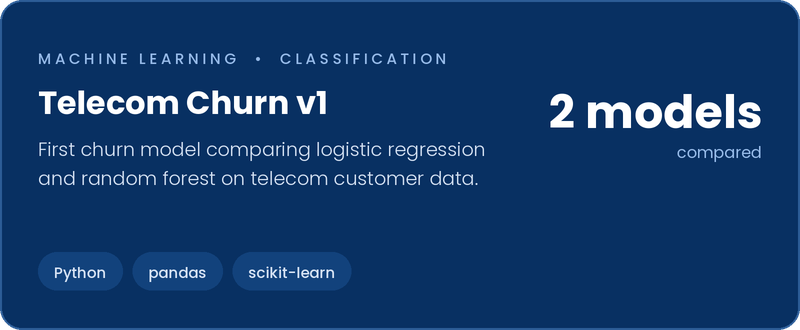 MACHINE LEARNING • CLASSIFICATION
Telecom Churn v1
First churn model comparing logistic regression
and random forest on telecom customer data.
2 models
compared
Python pandas scikit-learn